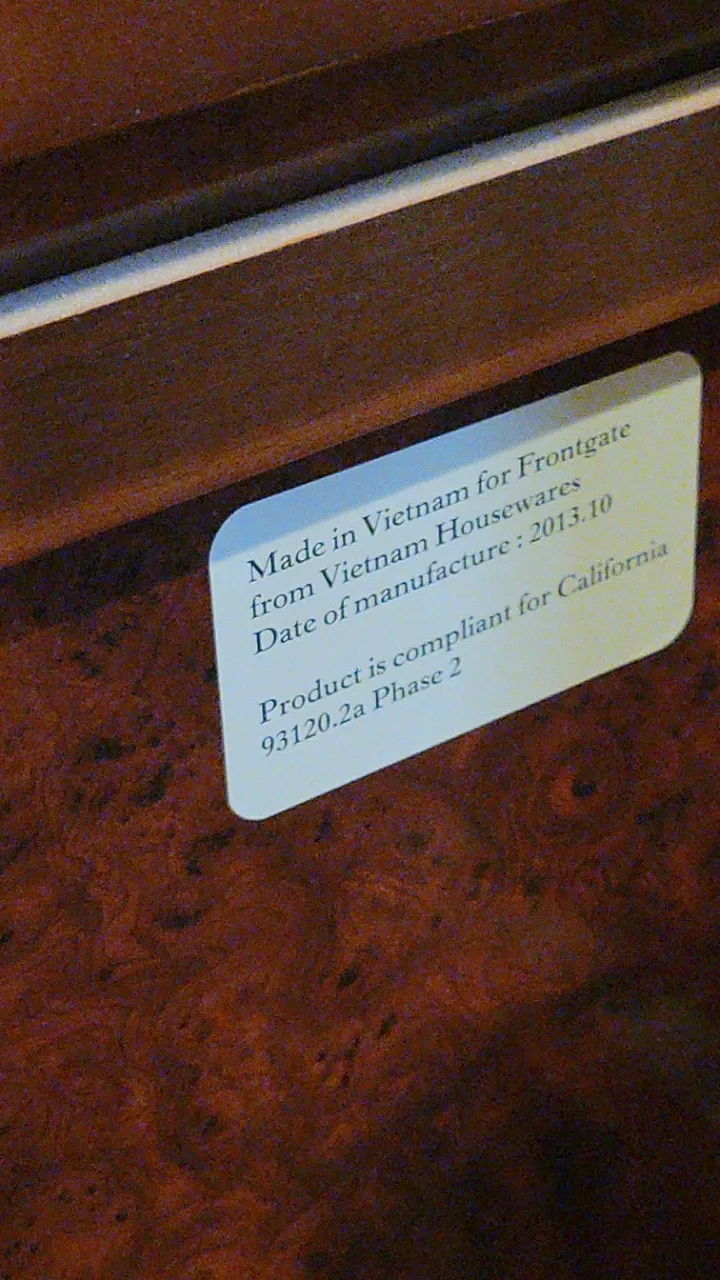 Made in Vietnam for Frontgate
from Vietnam Housewares
Date of manufacture : 2013.10
Product is compliant for California
93120.2a Phase 2